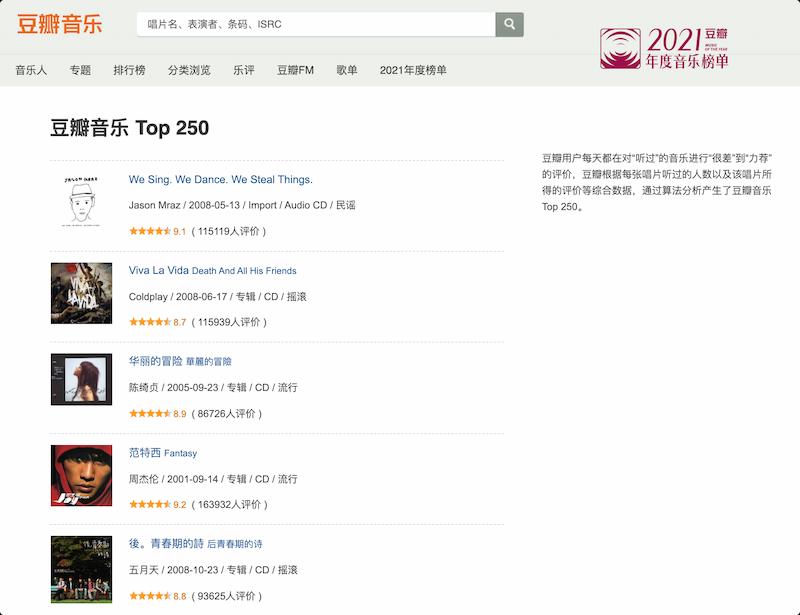 豆瓣音乐
唱片名、表演者、条码、ISRC
2021 豆瓣
MUSIC OF THE YEAR
年度音乐榜单
音乐人 专题 排行榜 分类浏览 乐评 豆瓣FM 歌单 2021年度榜单
豆瓣音乐 Top 250
豆瓣用户每天都在对“听过”的音乐进行“很差”到“力荐”
的评价，豆瓣根据每张唱片听过的人数以及该唱片所
得的评价等综合数据，通过算法分析产生了豆瓣音乐
Top 250。
JASON MRAZ
We Sing. We Dance. We Steal Things.
Jason Mraz / 2008-05-13 / Import / Audio CD / 民谣
9.1 ( 115119人评价 )
VIVA LA VIDA
Viva La Vida Death And All His Friends
Coldplay / 2008-06-17 / 专辑 / CD / 摇滚
8.7 ( 115939人评价 )
华丽的冒险 華麗的冒險
陈绮贞 / 2005-09-23 / 专辑 / CD / 流行
8.9 ( 86726人评价 )
范特西 Fantasy
周杰伦 / 2001-09-14 / 专辑 / CD / 流行
9.2 ( 163932人评价 )
後。青春期的詩 后青春期的诗
五月天 / 2008-10-23 / 专辑 / CD / 摇滚
8.8 ( 93625人评价 )